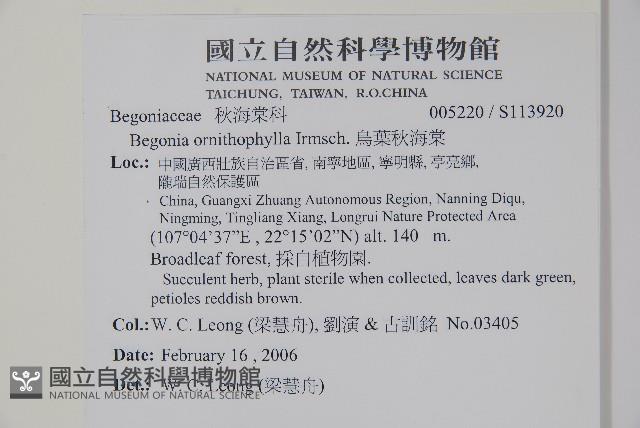 國立自然科學博物館
NATIONAL MUSEUM OF NATURAL SCIENCE
TAICHUNG, TAIWAN, R.O.CHINA
Begoniaceae 秋海棠科 005220 / S113920
Begonia ornithophylla Irmsch. 鳥葉秋海棠
Loc.: 中國廣西壯族自治區省, 南寧地區, 寧明縣, 亭亮鄉,
隴瑞自然保護區
China, Guangxi Zhuang Autonomous Region, Nanning Diqu,
Ningming, Tingliang Xiang, Longrui Nature Protected Area
(107°04'37"E , 22°15'02"N) alt. 140 m.
Broadleaf forest, 採自植物園.
Succulent herb, plant sterile when collected, leaves dark green,
petioles reddish brown.
Col.: W. C. Leong (梁慧舟), 劉演 & 古訓銘 No.03405
Date: February 16 , 2006
Det.: W. C. Leong (梁慧舟)
國立自然科學博物館
NATIONAL MUSEUM OF NATURAL SCIENCE